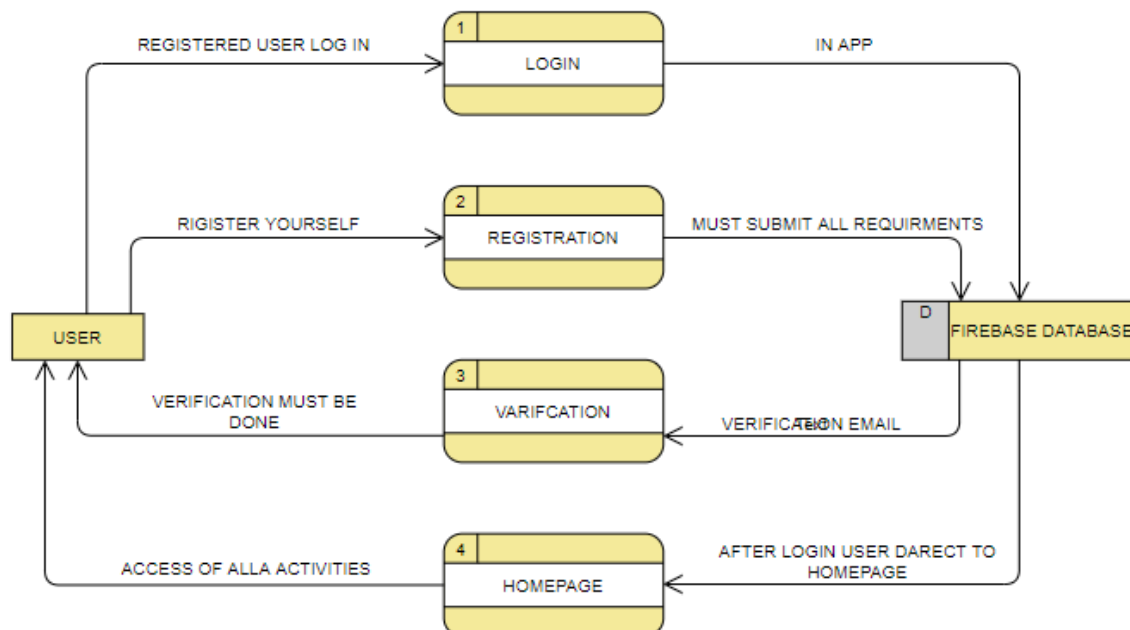 1
REGISTERED USER LOG IN
LOGIN
IN APP
2
RIGISTER YOURSELF
REGISTRATION
MUST SUBMIT ALL REQUIRMENTS
USER
D
FIREBASE DATABASE
3
VERIFICATION MUST BE
DONE
VARIFCATION
VERIFICATION EMAIL
Text
4
ACCESS OF ALLA ACTIVITIES
HOMEPAGE
AFTER LOGIN USER DARECT TO
HOMEPAGE